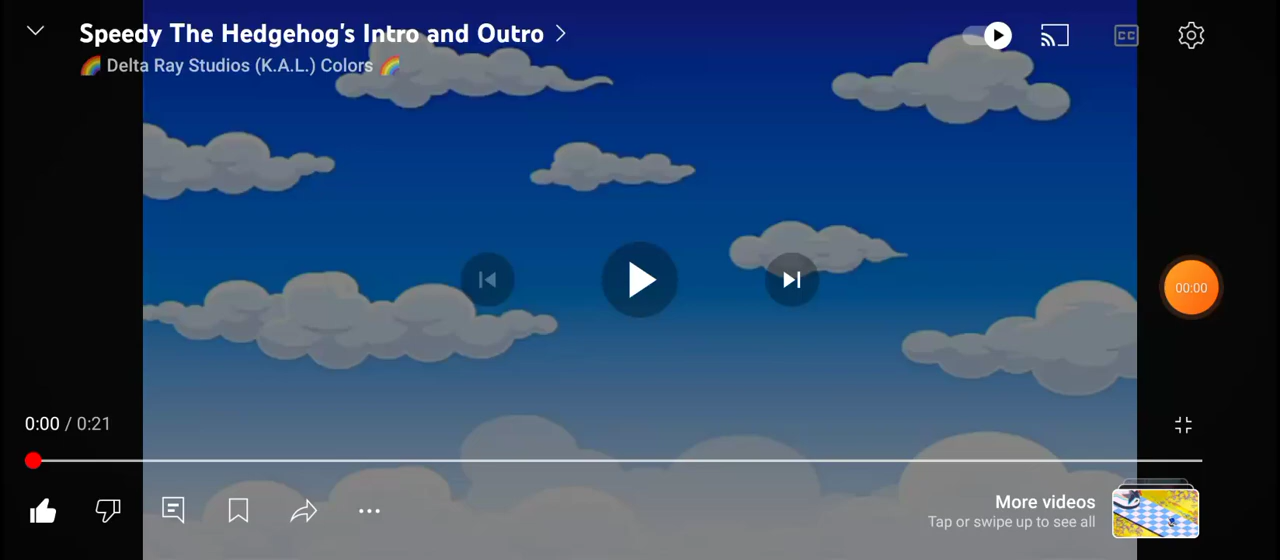 Speedy The Hedgehog's Intro and Outro
🌈 Delta Ray Studios (K.A.L.) Colors 🌈
CC
00:00
0:00 / 0:21
More videos
Tap or swipe up to see all